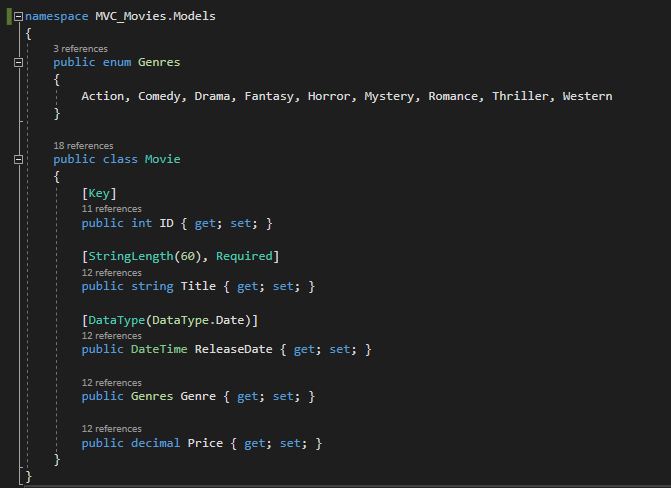 namespace MVC_Movies.Models
{
3 references
public enum Genres
{
Action, Comedy, Drama, Fantasy, Horror, Mystery, Romance, Thriller, Western
}
18 references
public class Movie
{
[Key]
11 references
public int ID { get; set; }
[StringLength(60), Required]
12 references
public string Title { get; set; }
[DataType(DataType.Date)]
12 references
public DateTime ReleaseDate { get; set; }
12 references
public Genres Genre { get; set; }
12 references
public decimal Price { get; set; }
}
}